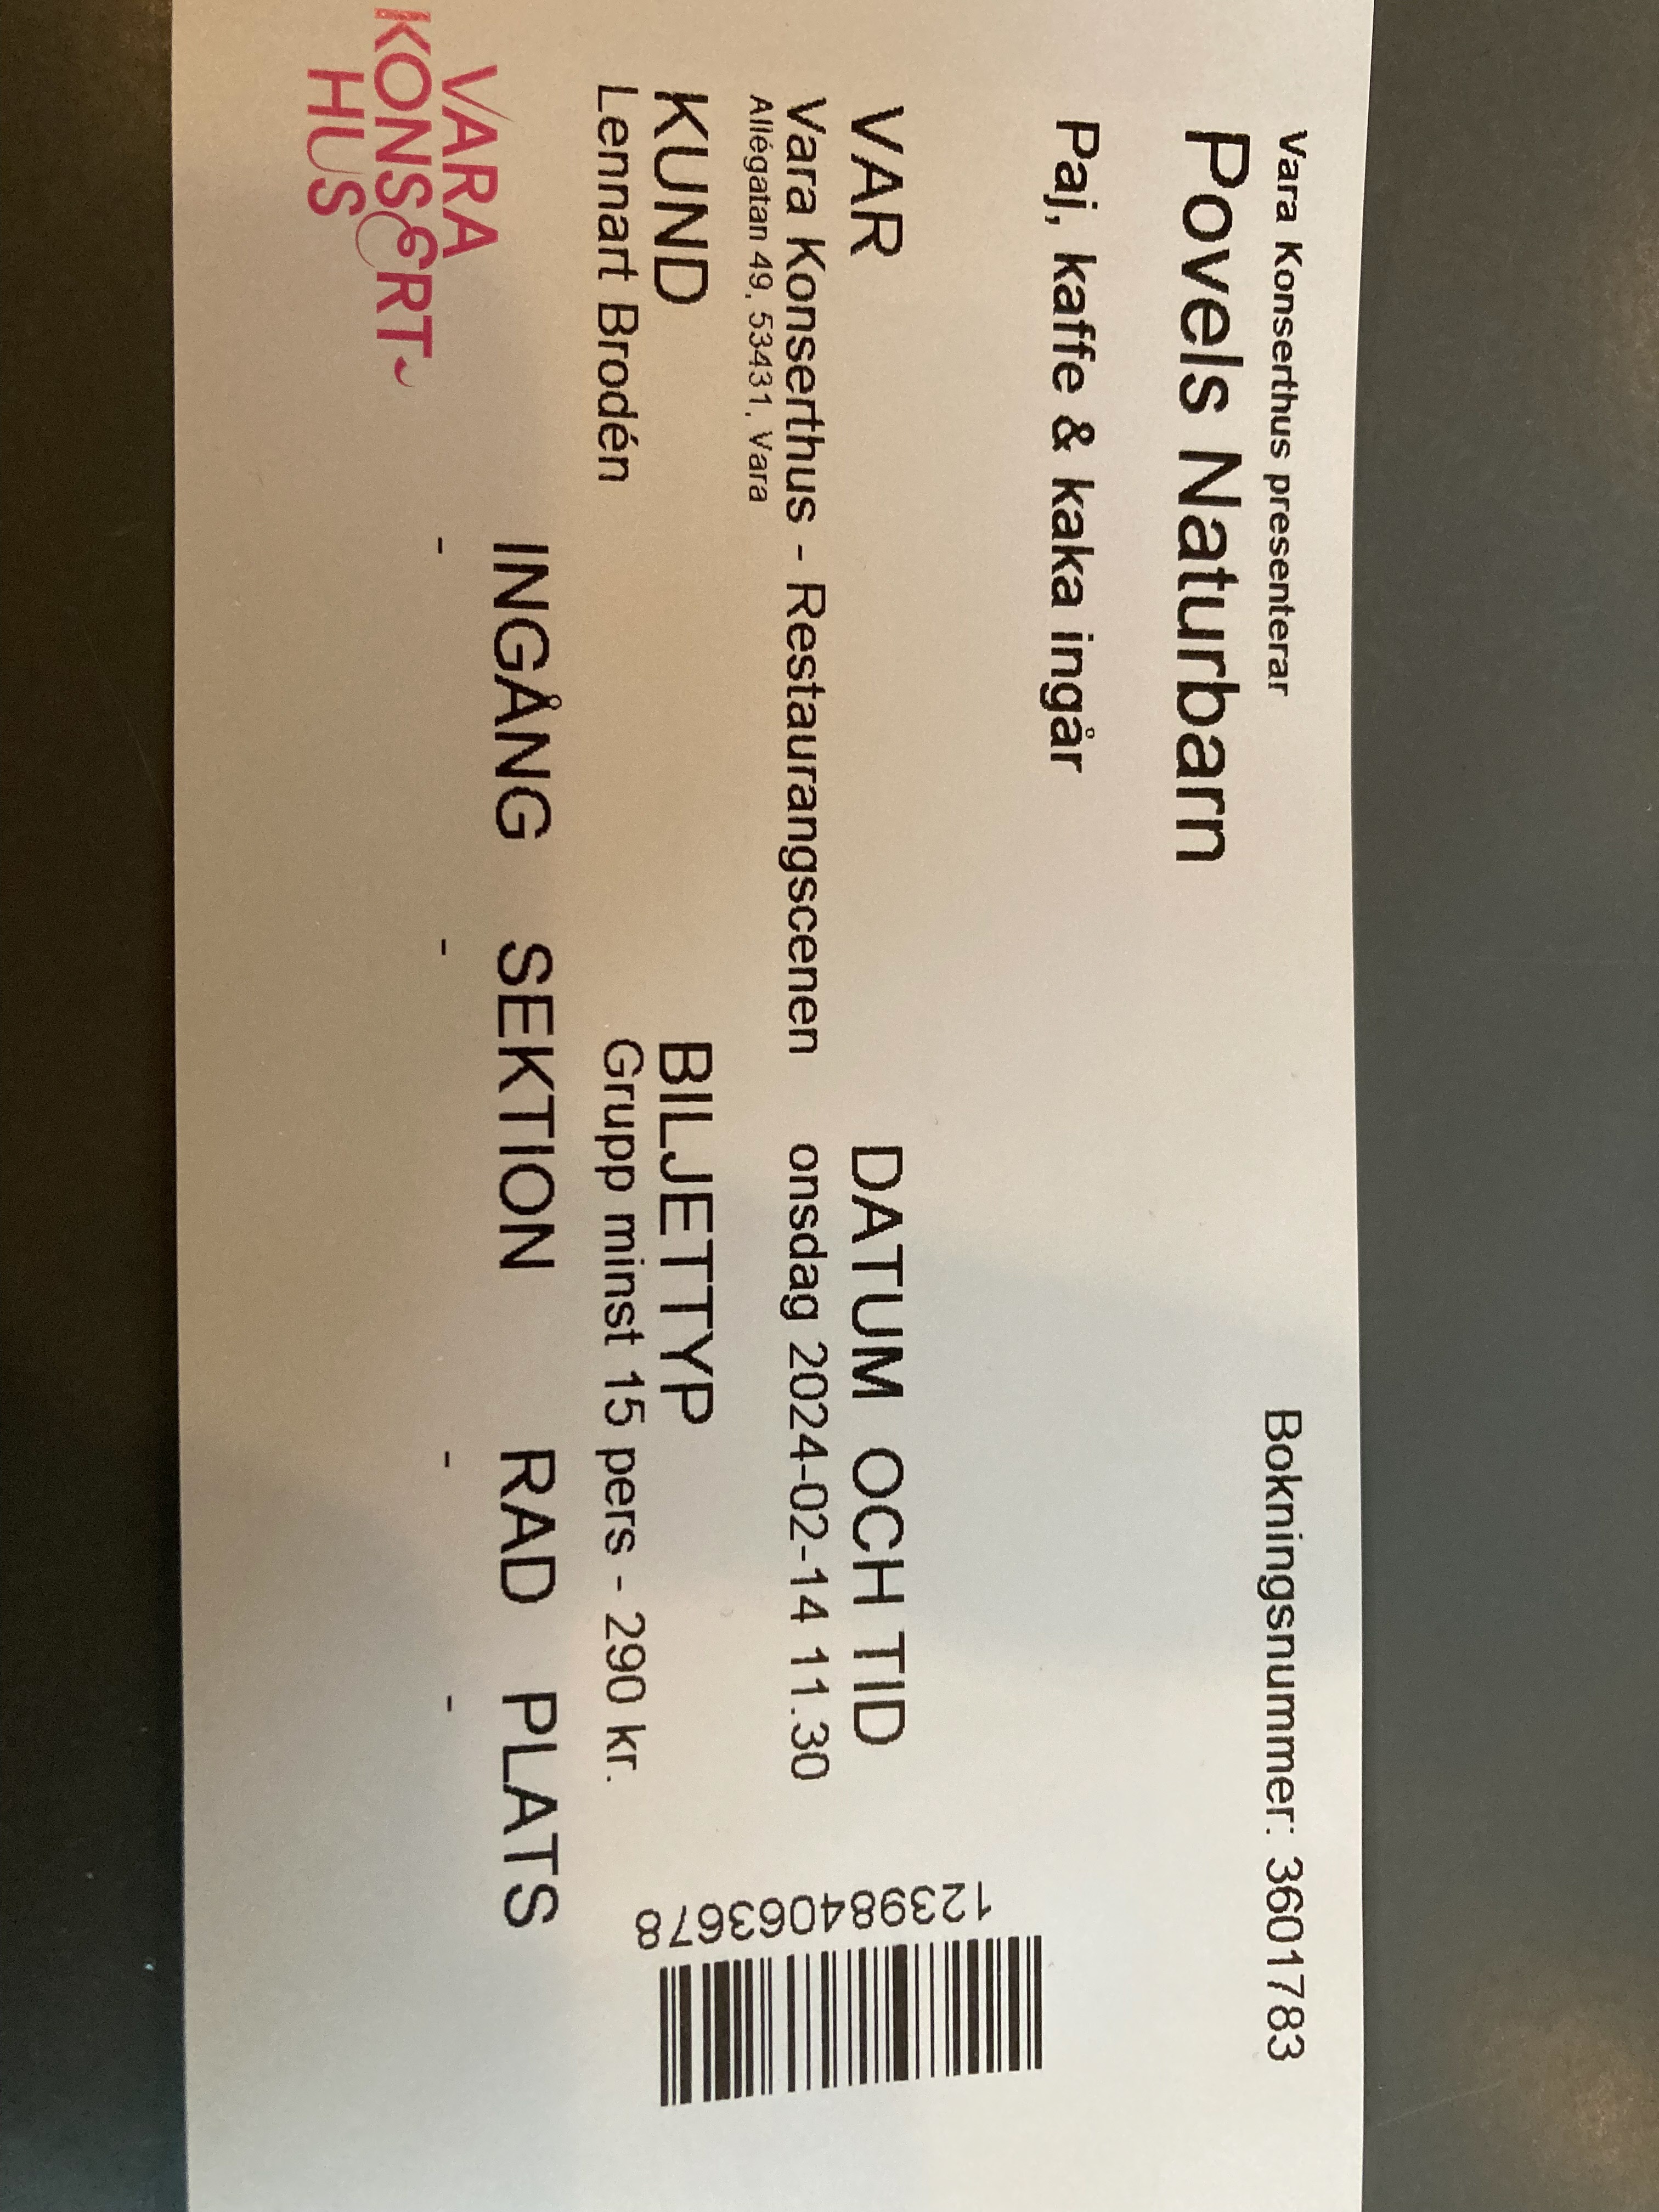 Vara Konserthus presenterar
Bokningsnummer: 3601783
Povels Naturbarn
Paj, kaffe & kaka ingår
VAR
DATUM OCH TID
Vara Konserthus - Restaurangscenen
onsdag 2024-02-14 11.30
Allégatan 49, 53431, Vara
KUND
BILJETTYP
Lennart Brodén
Grupp minst 15 pers - 290 kr.
123984063678
INGÅNG SEKTION RAD PLATS
- - - -
VARA
KONSERT-
HUS